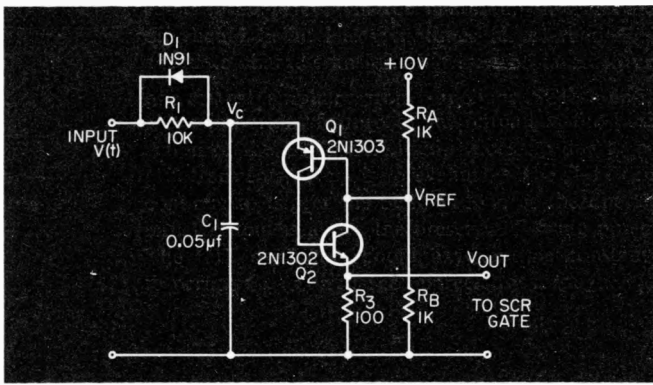 D1
1N91
R1
10K
INPUT
V(t)
VC
C1
0.05μf
Q1
2N1303
2N1302
Q2
+10V
RA
1K
VREF
VOUT
R3
100
RB
1K
TO SCR
GATE